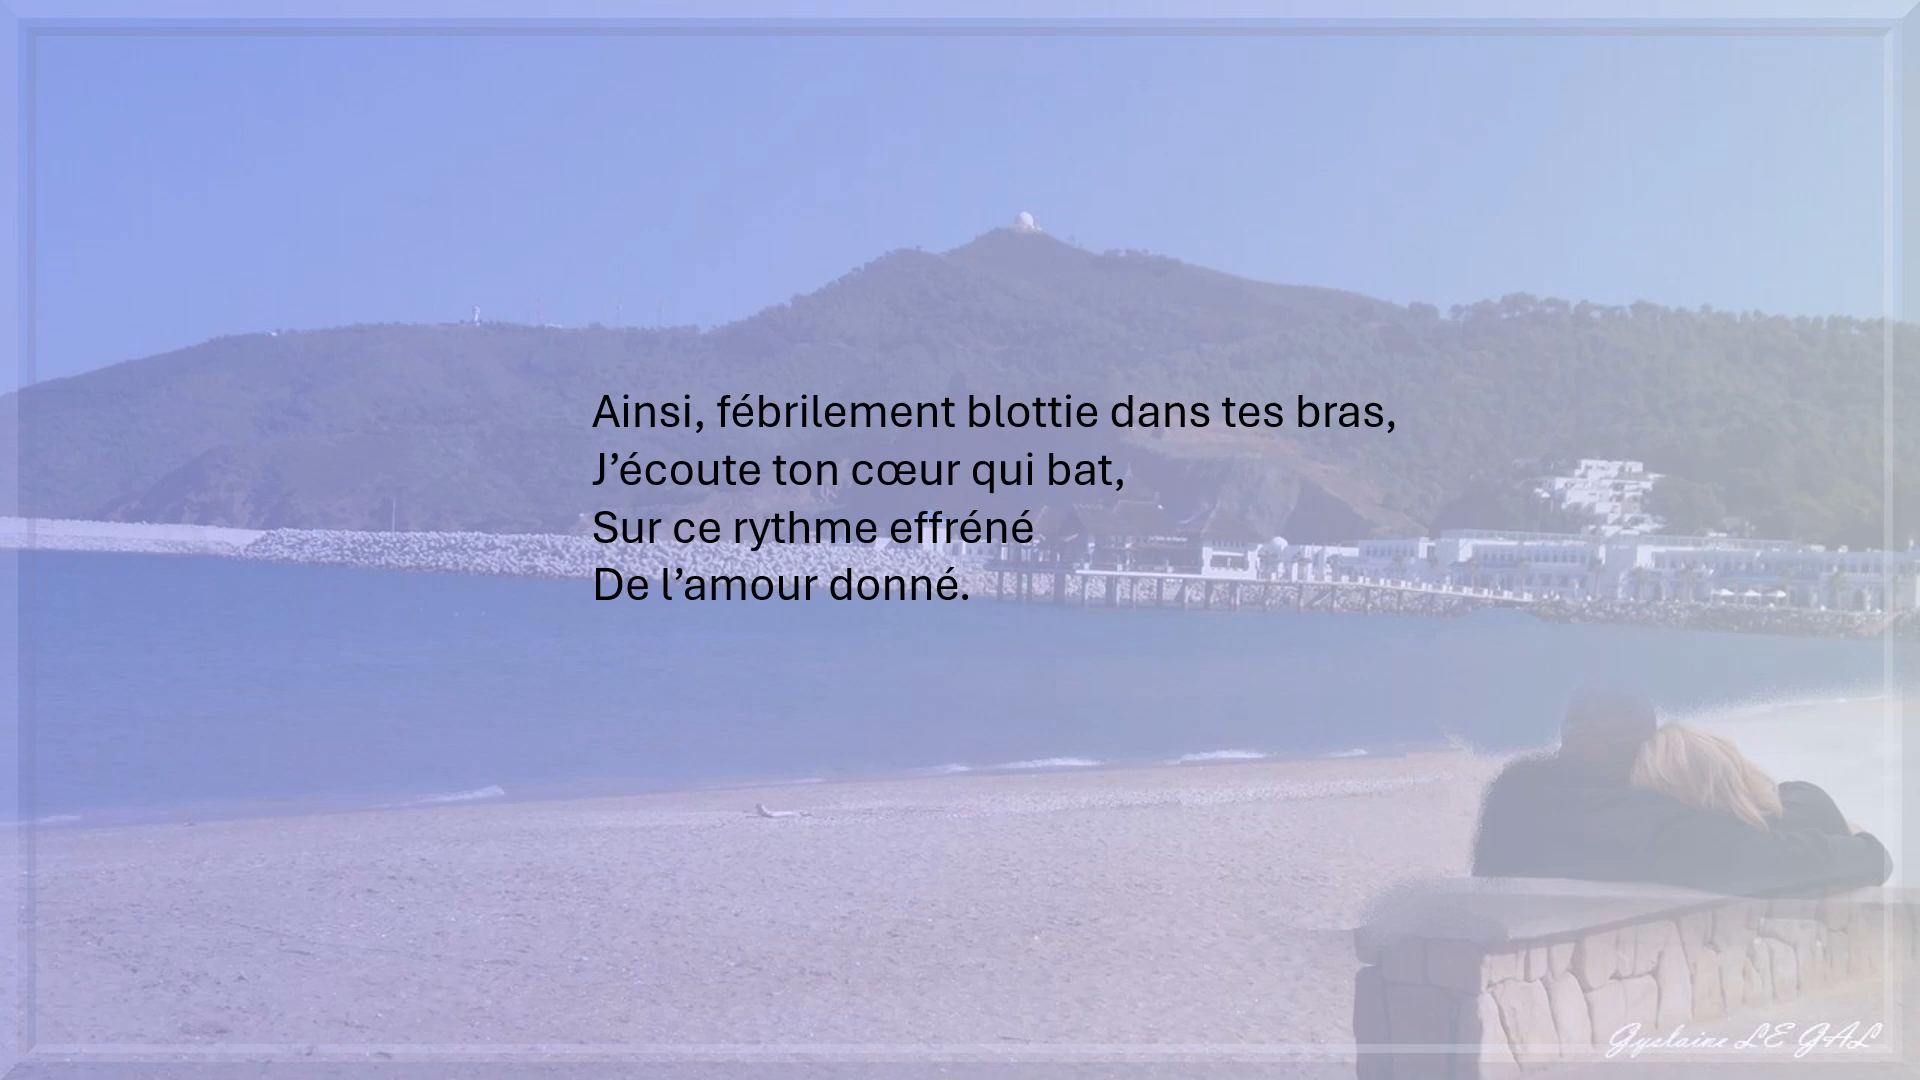 Ainsi, fébrilement blottie dans tes bras,
J’écoute ton cœur qui bat,
Sur ce rythme effréné
De l’amour donné.
Gyslaine LE GAL